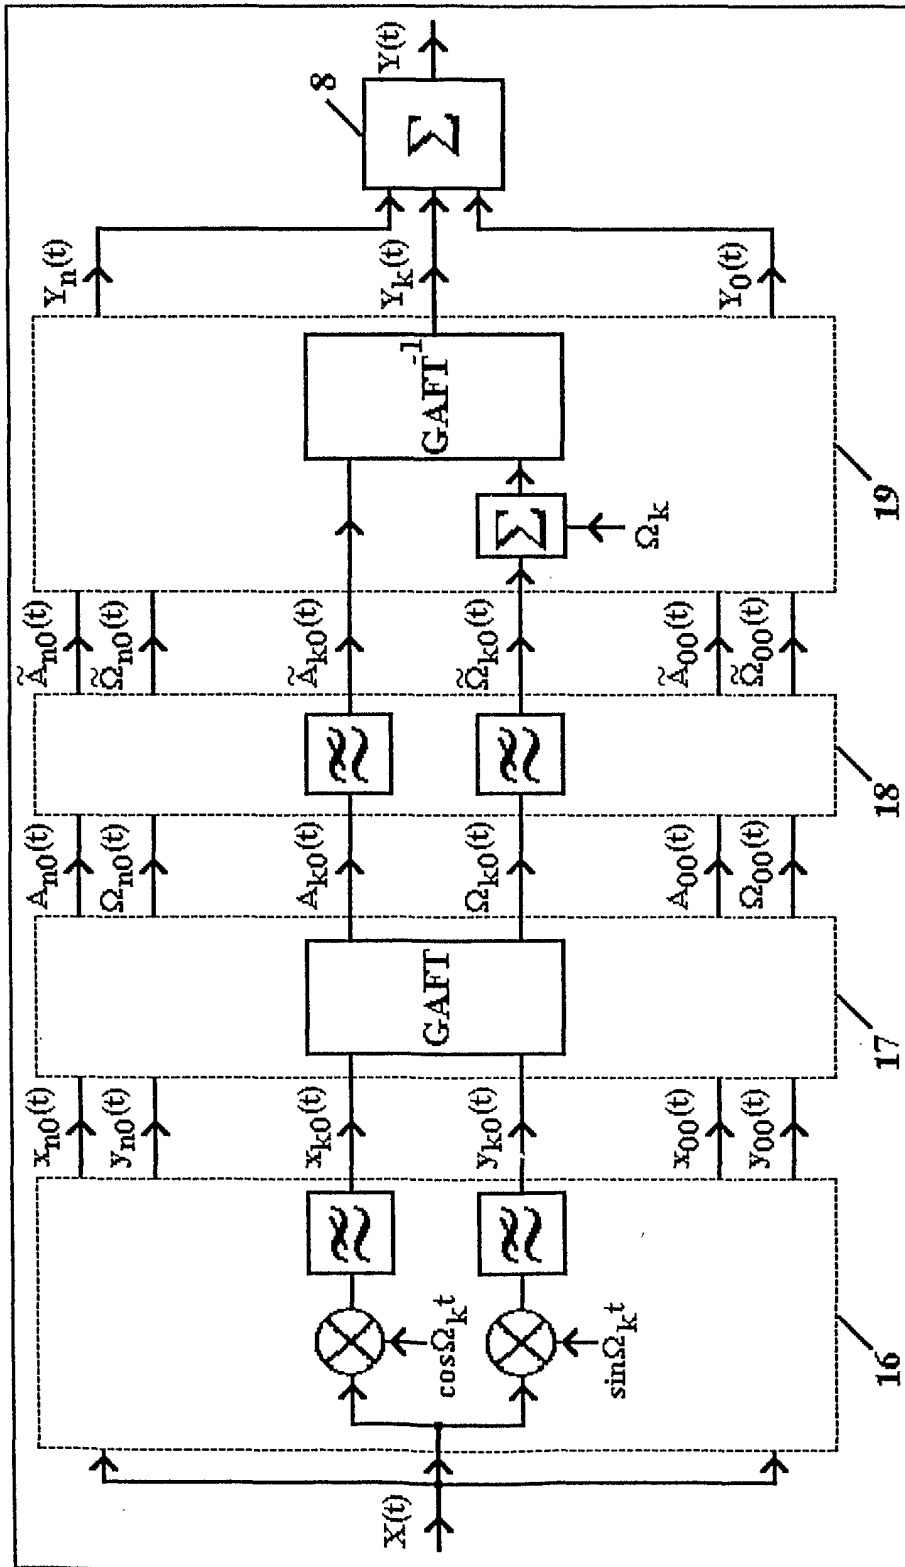 X(t)
cosΩₖt
sinΩₖt
16
xₙ₀(t)
yₙ₀(t)
xₖ₀(t)
yₖ₀(t)
x₀₀(t)
y₀₀(t)
GAFT
17
Aₙ₀(t)
Ωₙ₀(t)
Aₖ₀(t)
Ωₖ₀(t)
A₀₀(t)
Ω₀₀(t)
18
Ãₙ₀(t)
Ω̃ₙ₀(t)
Ãₖ₀(t)
Ω̃ₖ₀(t)
Ã₀₀(t)
Ω̃₀₀(t)
Σ
Ωₖ
GAFT⁻¹
19
Yₙ(t)
Yₖ(t)
Y₀(t)
Σ
8
Y(t)